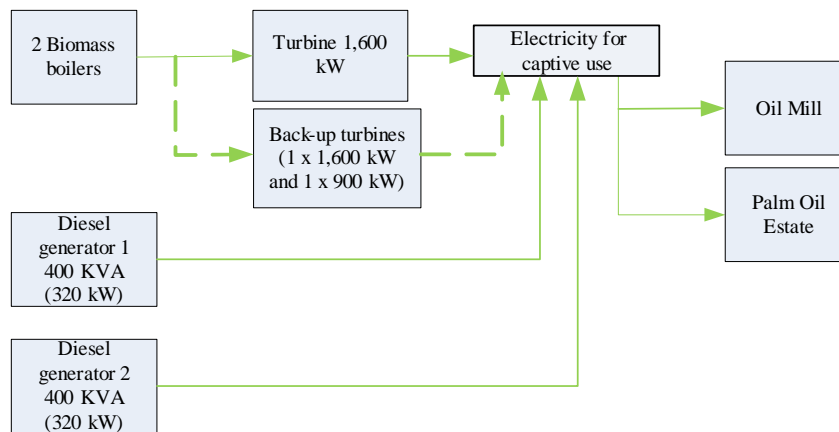 2 Biomass
boilers
Turbine 1,600
kW
Electricity for
captive use
Back-up turbines
(1 x 1,600 kW
and 1 x 900 kW)
Oil Mill
Palm Oil
Estate
Diesel
generator 1
400 KVA
(320 kW)
Diesel
generator 2
400 KVA
(320 kW)